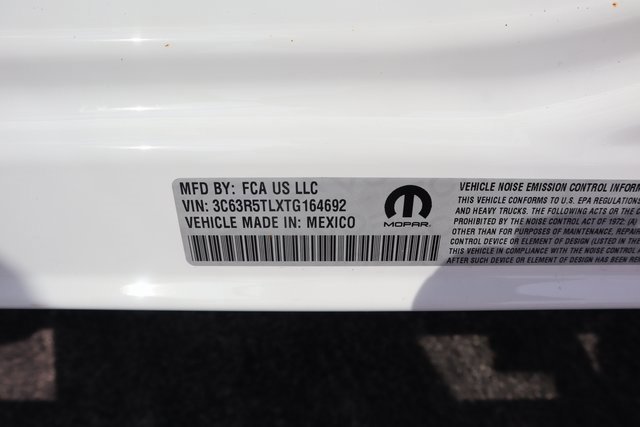 MFD BY: FCA US LLC
VIN: 3C63R5TLXTG164692
VEHICLE MADE IN: MEXICO
MOPAR
VEHICLE NOISE EMISSION CONTROL INFORM
THIS VEHICLE CONFORMS TO U.S. EPA REGULATIONS
AND HEAVY TRUCKS. THE FOLLOWING ACTS OR THE C
PROHIBITED BY THE NOISE CONTROL ACT OF 1972: (A)
OTHER THAN FOR PURPOSES OF MAINTENANCE, REPAIR
CONTROL DEVICE OR ELEMENT OF DESIGN (LISTED IN THE
THIS VEHICLE IN COMPLIANCE WITH THE NOISE CONTROL A
AFTER SUCH DEVICE OR ELEMENT OF DESIGN HAS BEEN RE